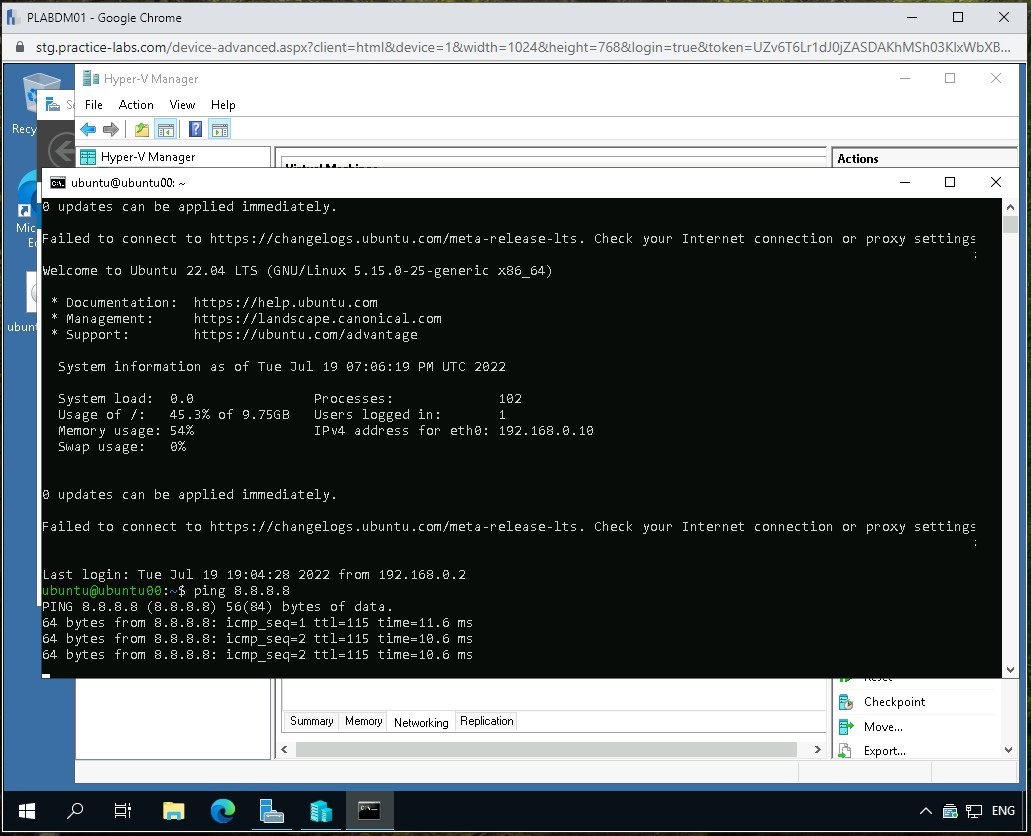 PLABDM01 - Google Chrome
stg.practice-labs.com/device-advanced.aspx?client=html&device=1&width=1024&height=768&login=true&token=UZv6T6Lr1dJ0jZASDAKhMSh03KlxWbXB...
Hyper-V Manager
File Action View Help
Recy
Hyper-V Manager
Virtual Machines
Actions
ubuntu@ubuntu00: ~
Mic
E
ubunt
0 updates can be applied immediately.
Failed to connect to https://changelogs.ubuntu.com/meta-release-lts. Check your Internet connection or proxy settings
Welcome to Ubuntu 22.04 LTS (GNU/Linux 5.15.0-25-generic x86_64)
* Documentation: https://help.ubuntu.com
* Management: https://landscape.canonical.com
* Support: https://ubuntu.com/advantage
System information as of Tue Jul 19 07:06:19 PM UTC 2022
System load: 0.0 Processes: 102
Usage of /: 45.3% of 9.75GB Users logged in: 1
Memory usage: 54% IPv4 address for eth0: 192.168.0.10
Swap usage: 0%
0 updates can be applied immediately.
Failed to connect to https://changelogs.ubuntu.com/meta-release-lts. Check your Internet connection or proxy settings
Last login: Tue Jul 19 19:04:28 2022 from 192.168.0.2
ubuntu@ubuntu00:~$ ping 8.8.8.8
PING 8.8.8.8 (8.8.8.8) 56(84) bytes of data.
64 bytes from 8.8.8.8: icmp_seq=1 ttl=115 time=11.6 ms
64 bytes from 8.8.8.8: icmp_seq=2 ttl=115 time=10.6 ms
64 bytes from 8.8.8.8: icmp_seq=2 ttl=115 time=10.6 ms
Reset
Checkpoint
Move...
Export...
Summary Memory Networking Replication
ENG